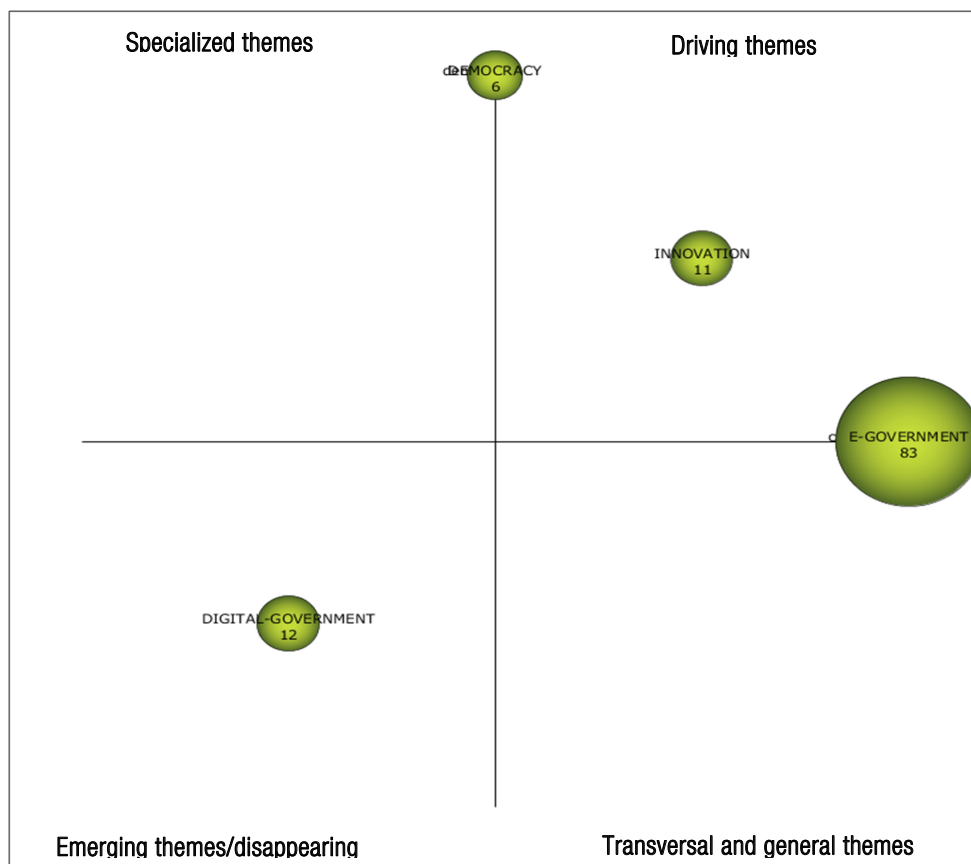 Specialized themes
Driving themes
DEMOCRACY
6
INNOVATION
11
E-GOVERNMENT
83
DIGITAL-GOVERNMENT
12
Emerging themes/disappearing
Transversal and general themes